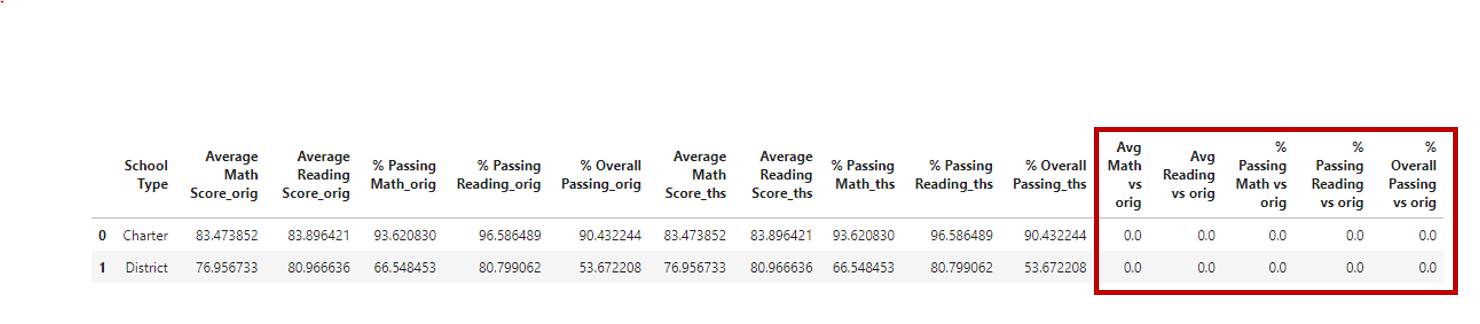 School
Type
Average
Math
Score_orig
Average
Reading
Score_orig
% Passing
Math_orig
% Passing
Reading_orig
% Overall
Passing_orig
Average
Math
Score_ths
Average
Reading
Score_ths
% Passing
Math_ths
% Passing
Reading_ths
% Overall
Passing_ths
Avg
Math
vs
orig
Avg
Reading
vs orig
%
Passing
Math vs
orig
%
Passing
Reading
vs orig
%
Overall
Passing
vs orig
0 Charter 83.473852 83.896421 93.620830 96.586489 90.432244 83.473852 83.896421 93.620830 96.586489 90.432244 0.0 0.0 0.0 0.0 0.0
1 District 76.956733 80.966636 66.548453 80.799062 53.672208 76.956733 80.966636 66.548453 80.799062 53.672208 0.0 0.0 0.0 0.0 0.0